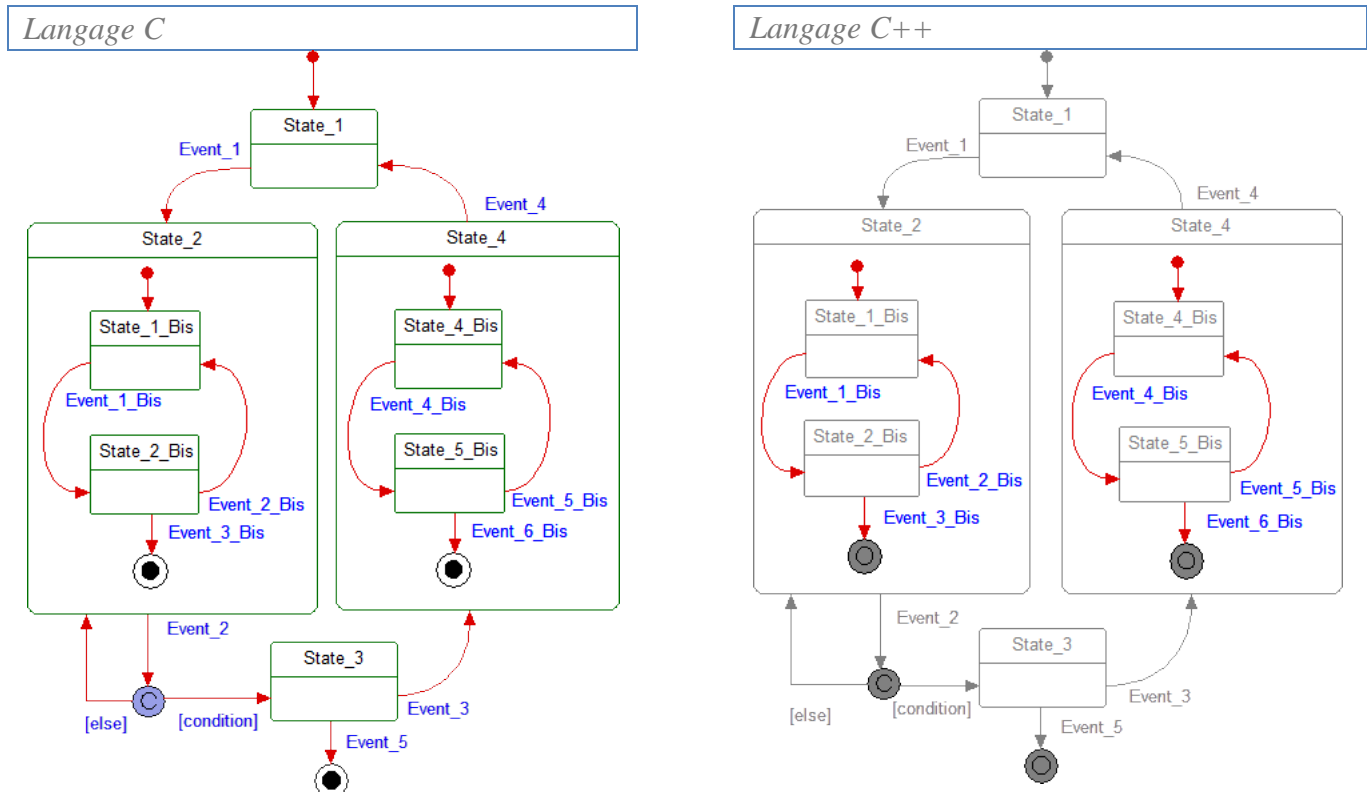 Langage C
State_1
Event_1
Event_4
State_2
State_4
State_1_Bis
State_4_Bis
Event_1_Bis
Event_4_Bis
State_2_Bis
State_5_Bis
Event_2_Bis
Event_5_Bis
Event_3_Bis
Event_6_Bis
Event_2
State_3
C
[else]
[condition]
Event_3
Event_5
Langage C++
State_1
Event_1
Event_4
State_2
State_4
State_1_Bis
State_4_Bis
Event_1_Bis
Event_4_Bis
State_2_Bis
State_5_Bis
Event_2_Bis
Event_5_Bis
Event_3_Bis
Event_6_Bis
C
C
Event_2
State_3
C
[else]
[condition]
Event_3
Event_5
C